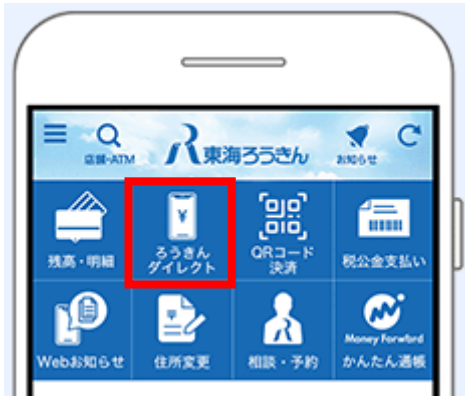 店舗・ATM
東海ろうきん
お知らせ
残高・明細
ろうきん
ダイレクト
QRコード
決済
税公金支払い
Webお知らせ
住所変更
相談・予約
Money Forward
かんたん通帳